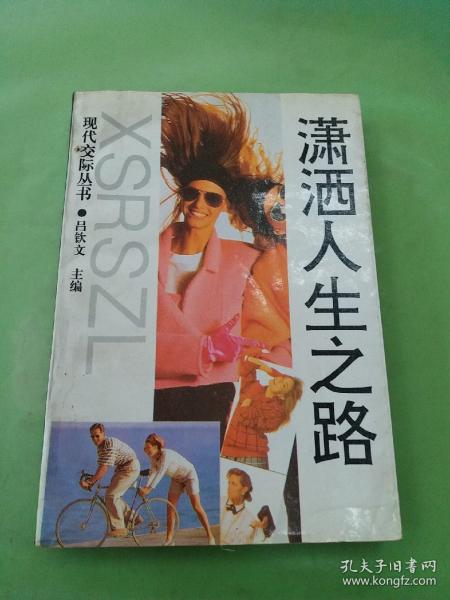 潇洒人生之路
XSRSZL
现代交际丛书●吕钦文 主编
孔夫子旧书网
www.kongfz.com